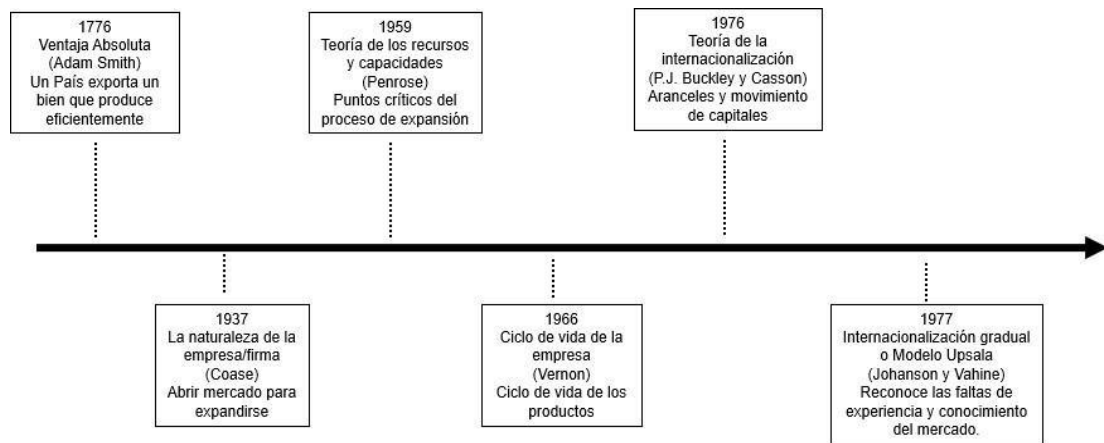 1776
Ventaja Absoluta
(Adam Smith)
Un País exporta un
bien que produce
eficientemente
1959
Teoría de los recursos
y capacidades
(Penrose)
Puntos críticos del
proceso de expansión
1976
Teoría de la
internacionalización
(P.J. Buckley y Casson)
Aranceles y movimiento
de capitales
1937
La naturaleza de la
empresa/firma
(Coase)
Abrir mercado para
expandirse
1966
Ciclo de vida de la
empresa
(Vernon)
Ciclo de vida de los
productos
1977
Internacionalización gradual
o Modelo Upsala
(Johanson y Vahine)
Reconoce las faltas de
experiencia y conocimiento
del mercado.